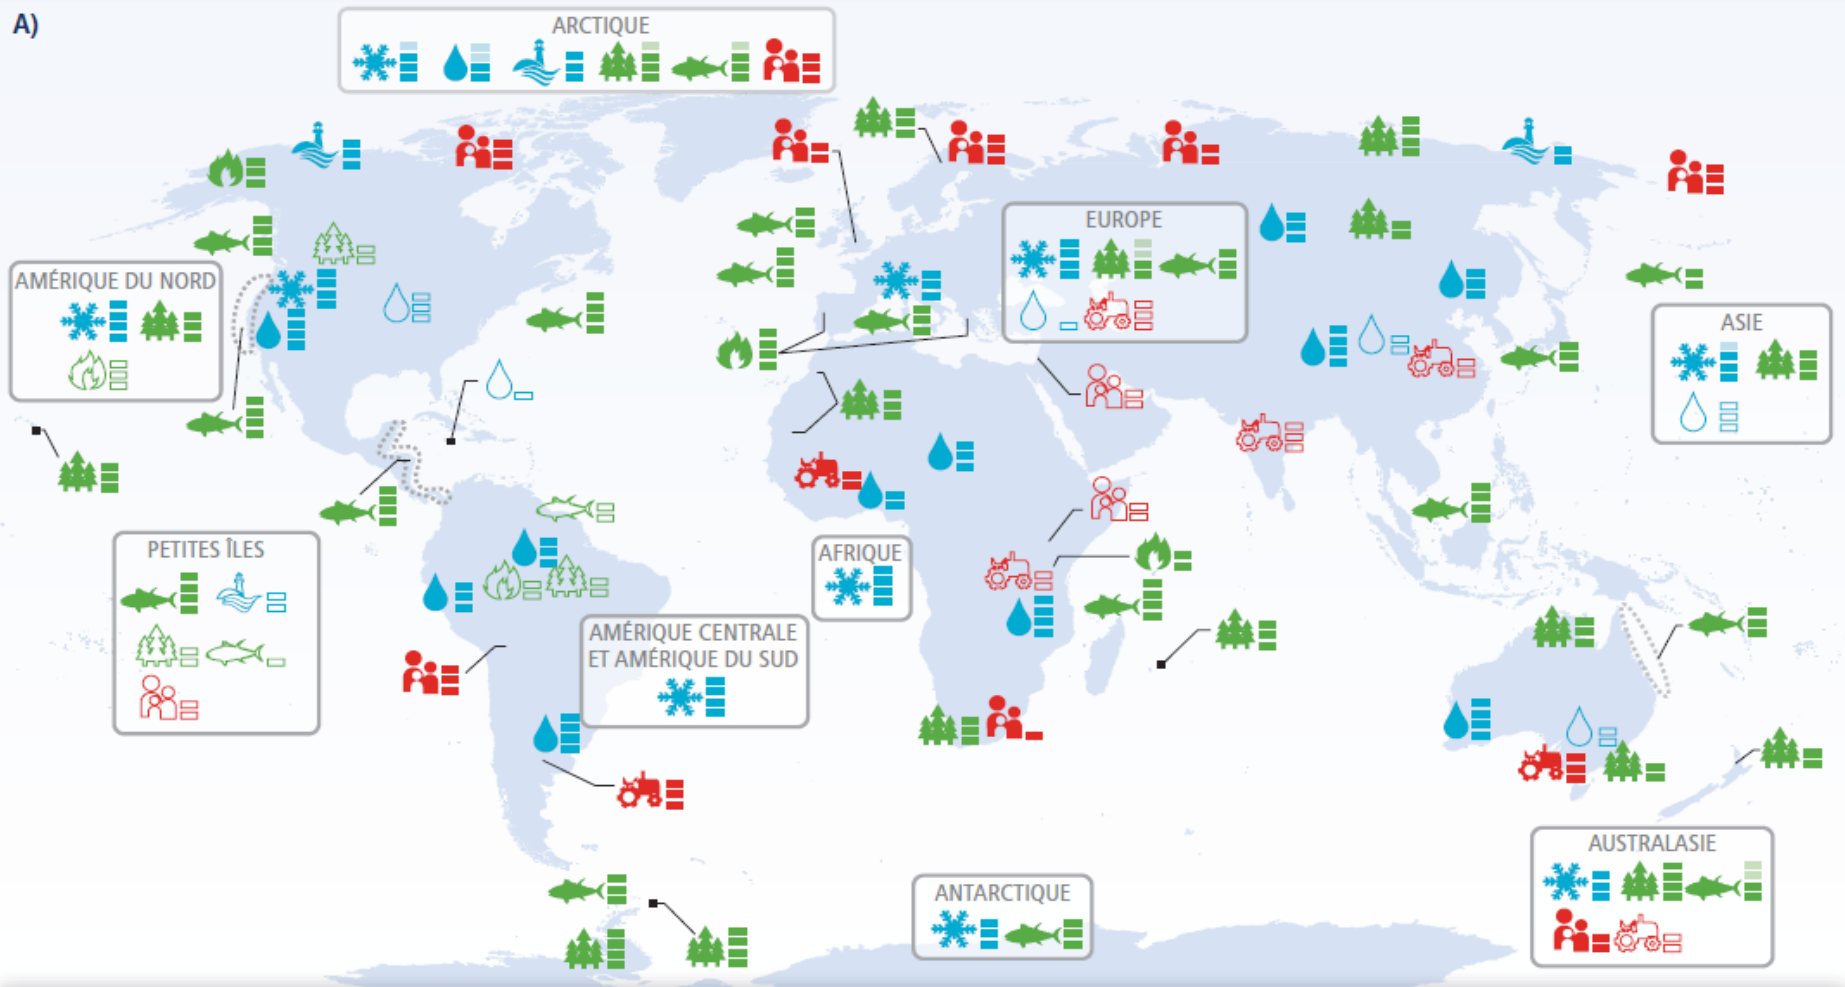 A)
ARCTIQUE
EUROPE
AMÉRIQUE DU NORD
ASIE
PETITES ÎLES
AFRIQUE
AMÉRIQUE CENTRALE
ET AMÉRIQUE DU SUD
AUSTRALASIE
ANTARCTIQUE